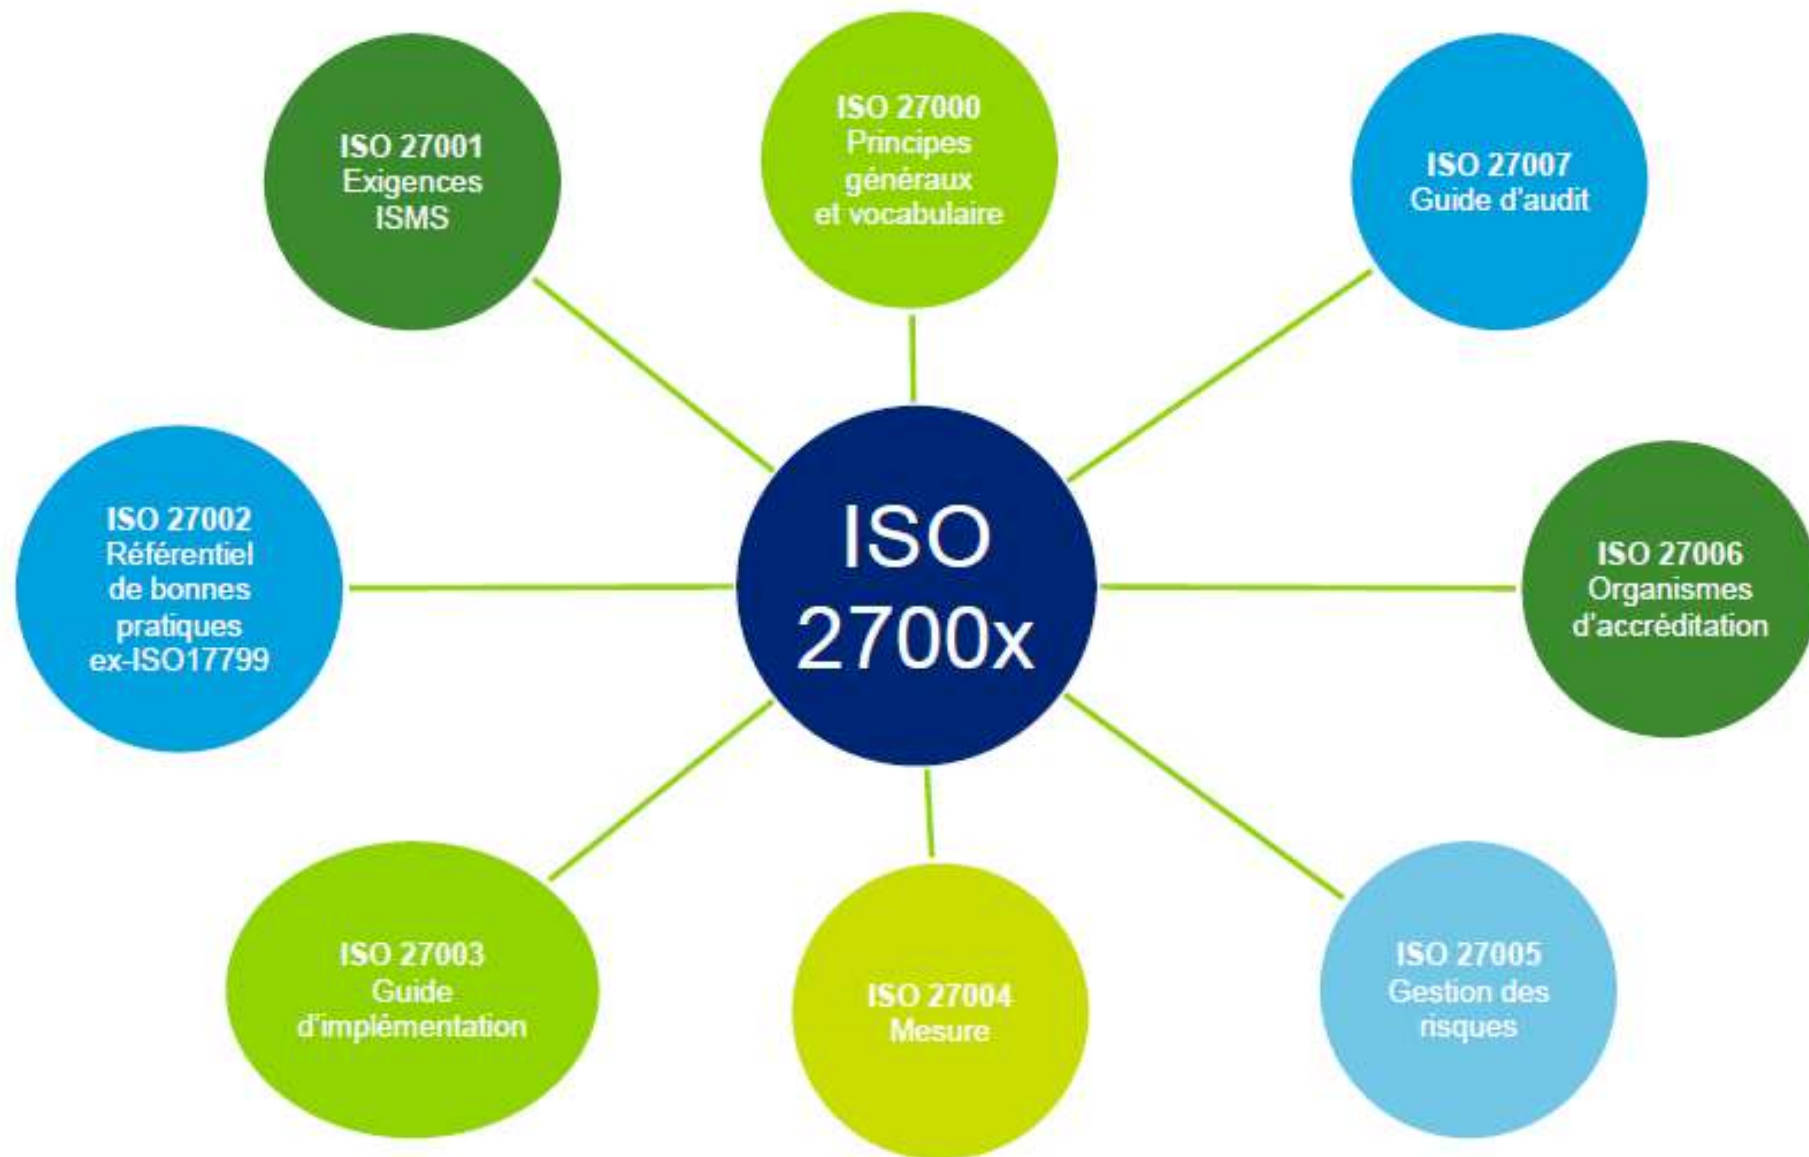 ISO 27000
Principes
généraux
et vocabulaire
ISO 27001
Exigences
ISMS
ISO 27007
Guide d'audit
ISO
2700x
ISO 27002
Référentiel
de bonnes
pratiques
ex-ISO17799
ISO 27006
Organismes
d'accréditation
ISO 27003
Guide
d'implémentation
ISO 27004
Mesure
ISO 27005
Gestion des
risques